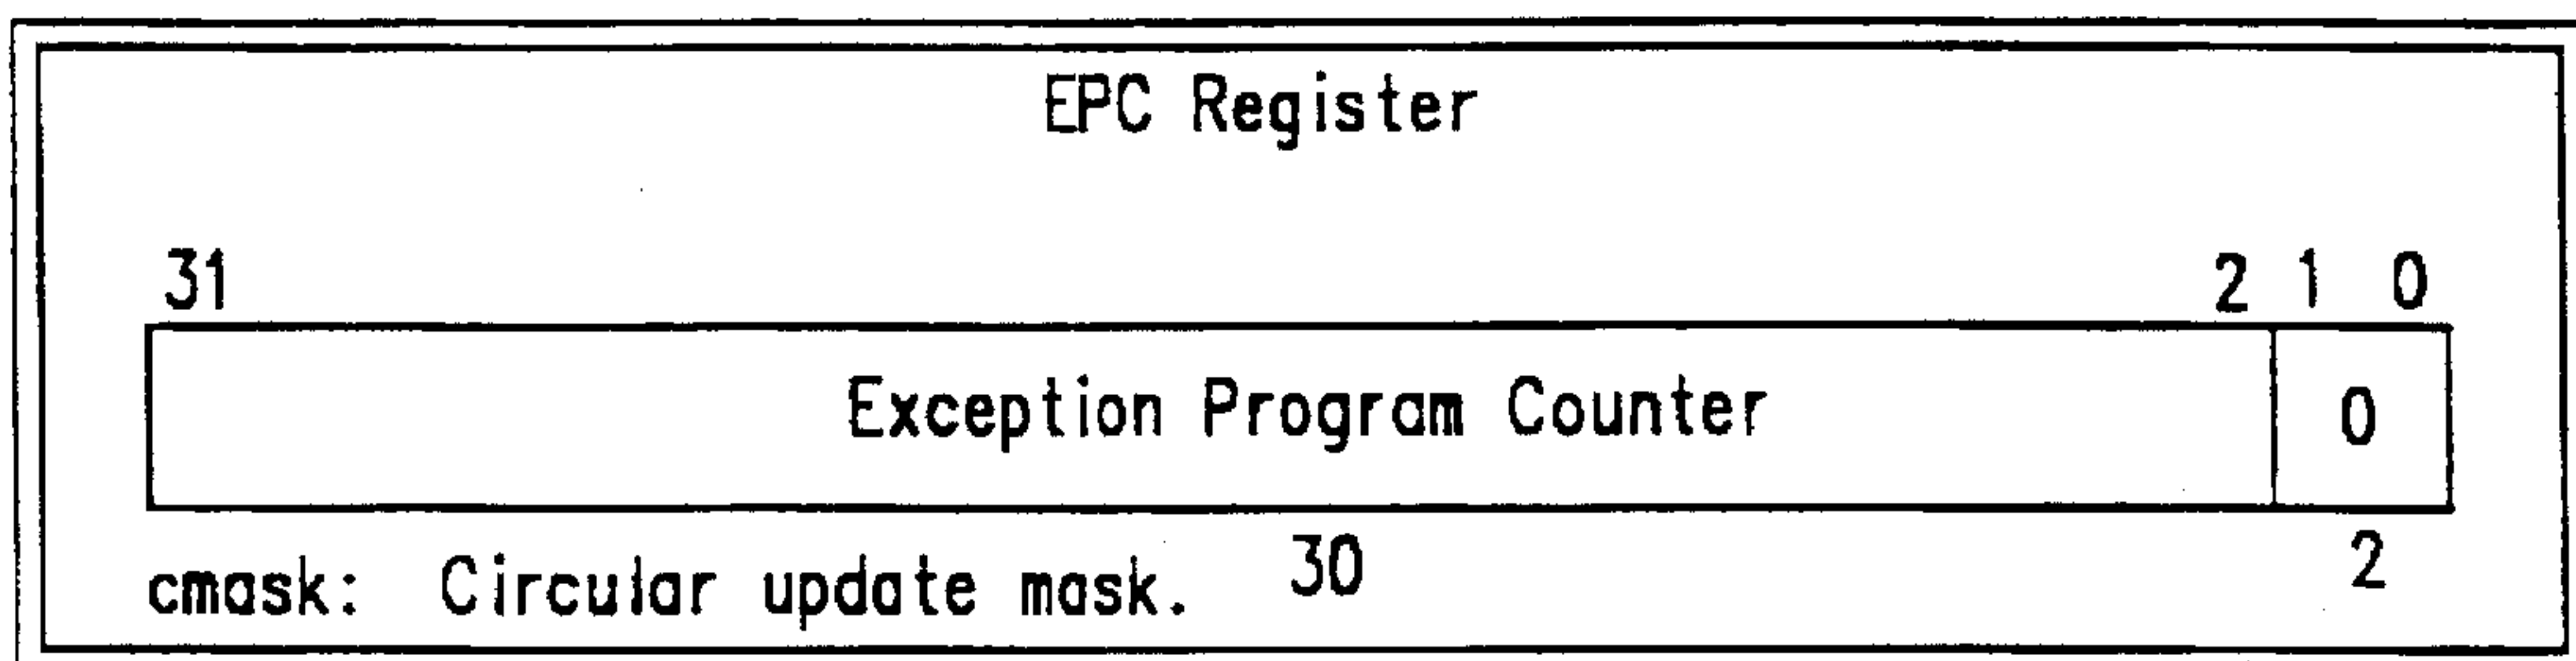 EPC Register
31 2 1 0
Exception Program Counter 0
30 2
cmask: Circular update mask.